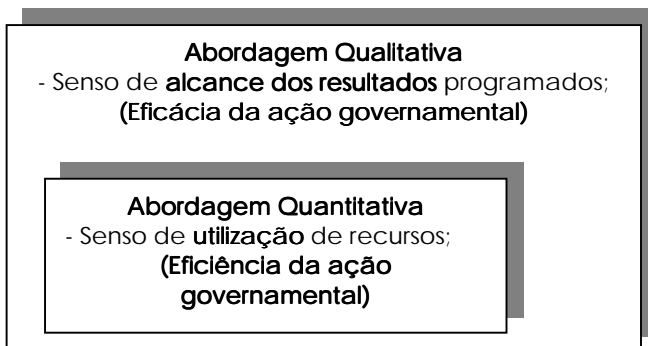 Abordagem Qualitativa
- Senso de alcance dos resultados programados;
(Eficácia da ação governamental)
Abordagem Quantitativa
- Senso de utilização de recursos;
(Eficiência da ação
governamental)